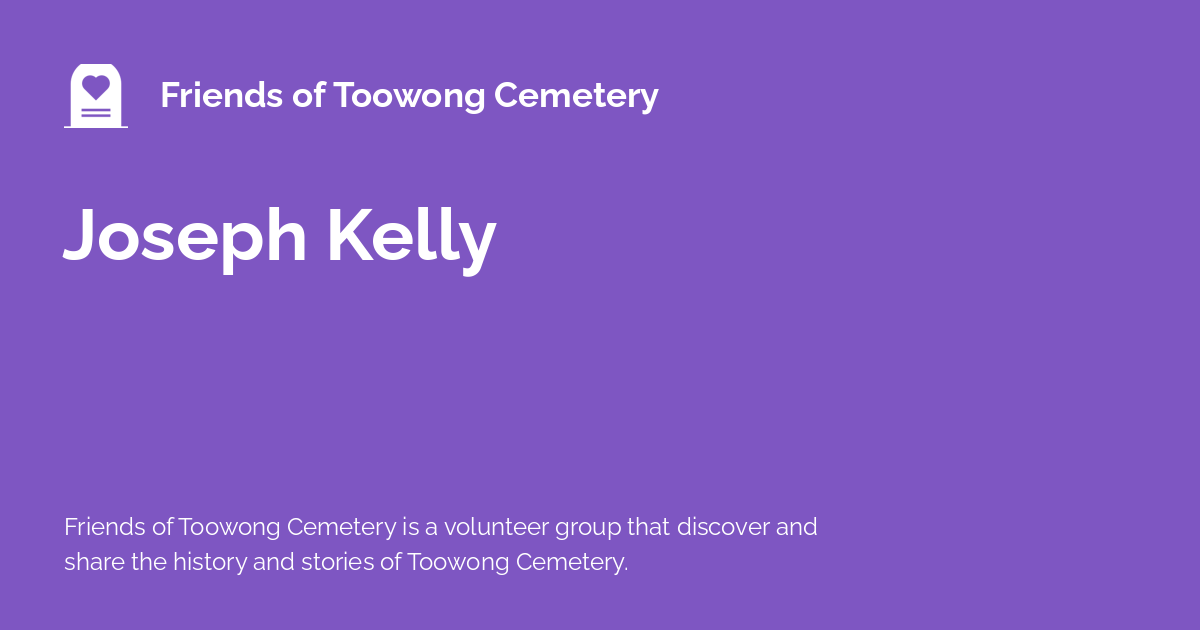 Friends of Toowong Cemetery
Joseph Kelly
Friends of Toowong Cemetery is a volunteer group that discover and
share the history and stories of Toowong Cemetery.